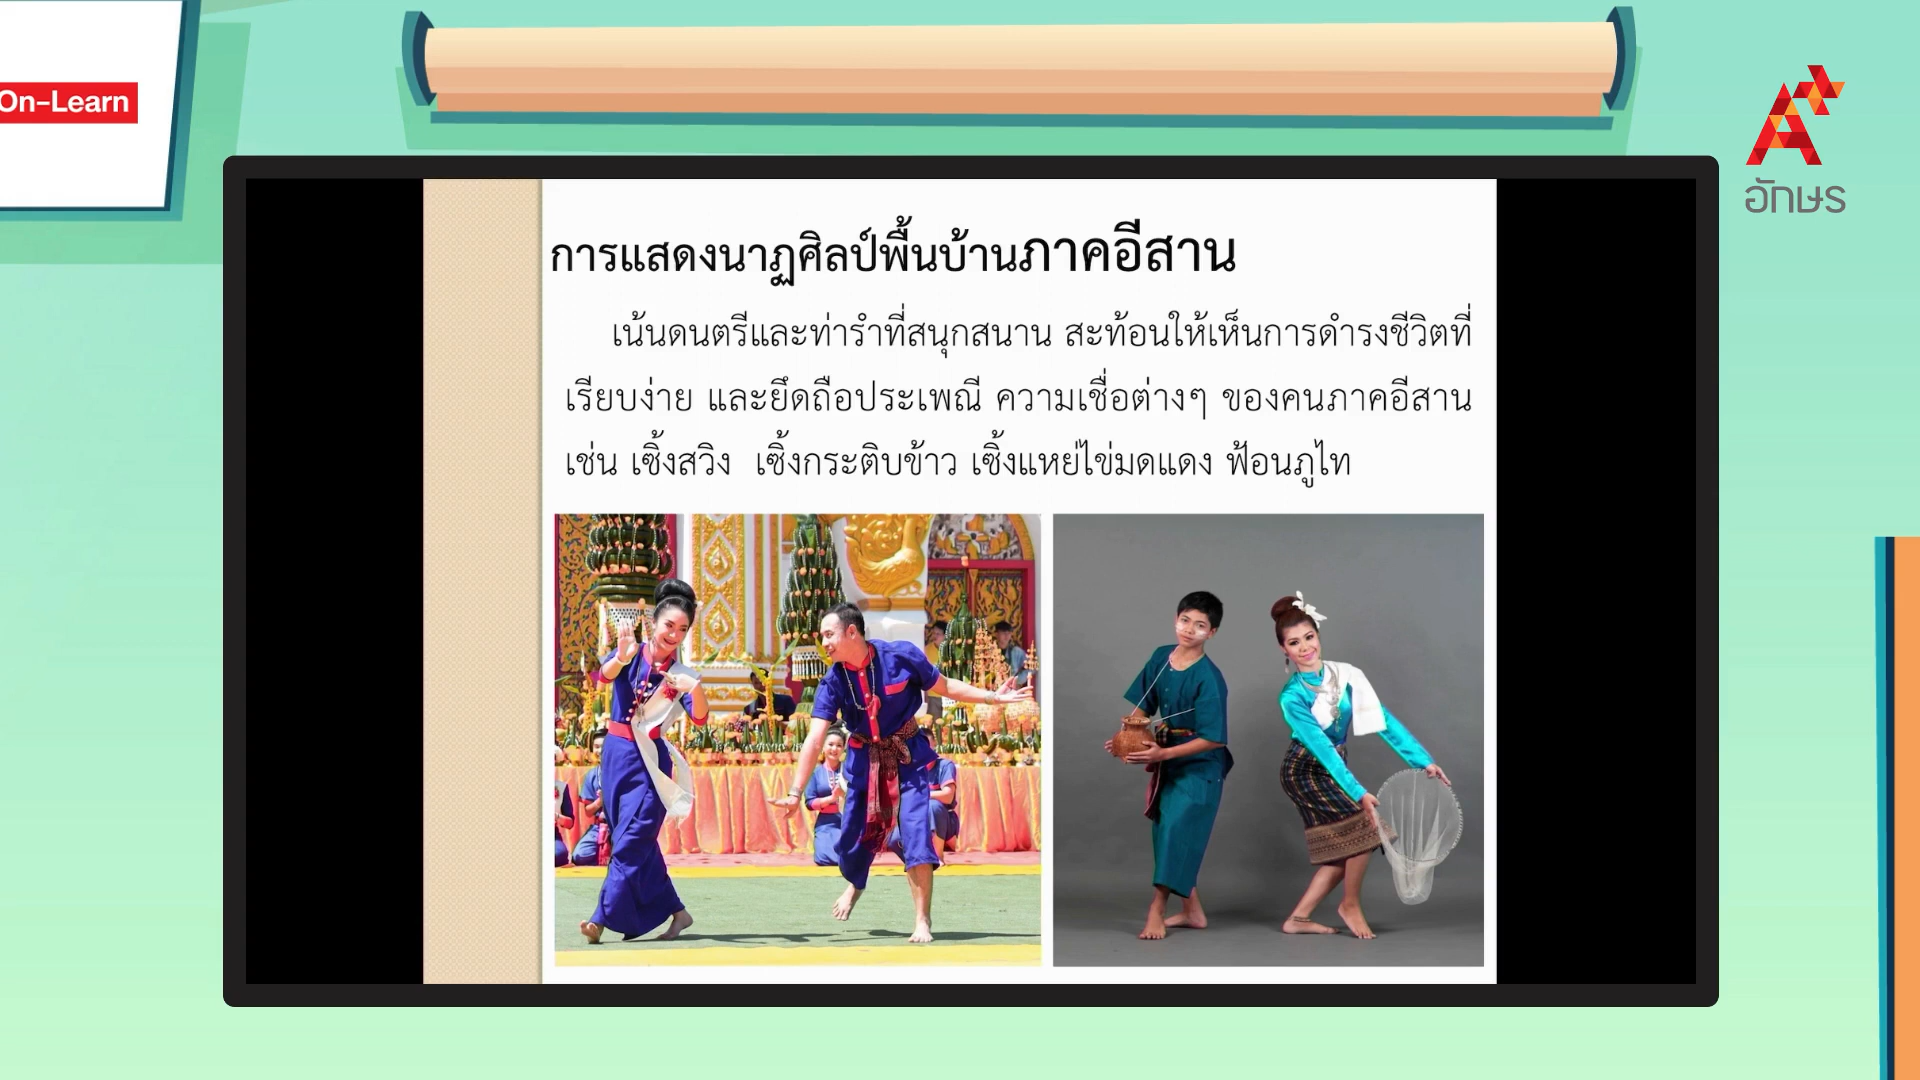 On-Learn
อักษร
การแสดงนาฏศิลป์พื้นบ้านภาคอีสาน
เน้นดนตรีและท่ารำที่สนุกสนาน สะท้อนให้เห็นการดำรงชีวิตที่
เรียบง่าย และยึดถือประเพณี ความเชื่อต่างๆ ของคนภาคอีสาน
เช่น เซิ้งสวิง เซิ้งกระติบข้าว เซิ้งแหย่ไข่มดแดง ฟ้อนภูไท